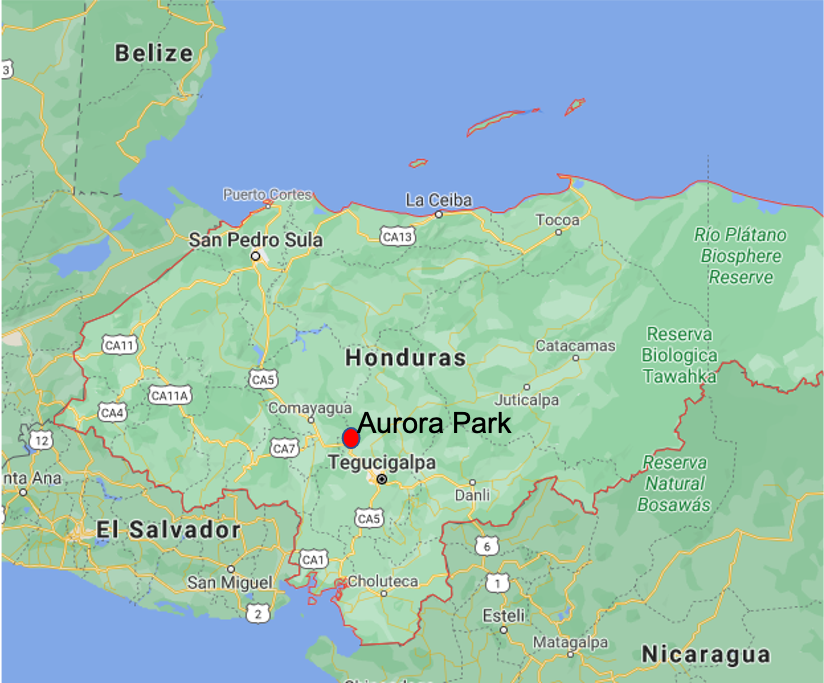 Belize
3
Puerto Cortes
La Ceiba
Tocoa
San Pedro Sula
CA13
Río Plátano
Biosphere
Reserve
CA11
Honduras
Catacamas
Reserva
Biologica
Tawahka
CA5
CA11A
Juticalpa
Comayagua
CA4
Aurora Park
12
CA7
Tegucigalpa
Reserva
Natural
Bosawás
nta Ana
Danli
El Salvador
CA5
6
CA1
San Miguel
Choluteca
1
2
Esteli
Matagalpa
Nicaragua